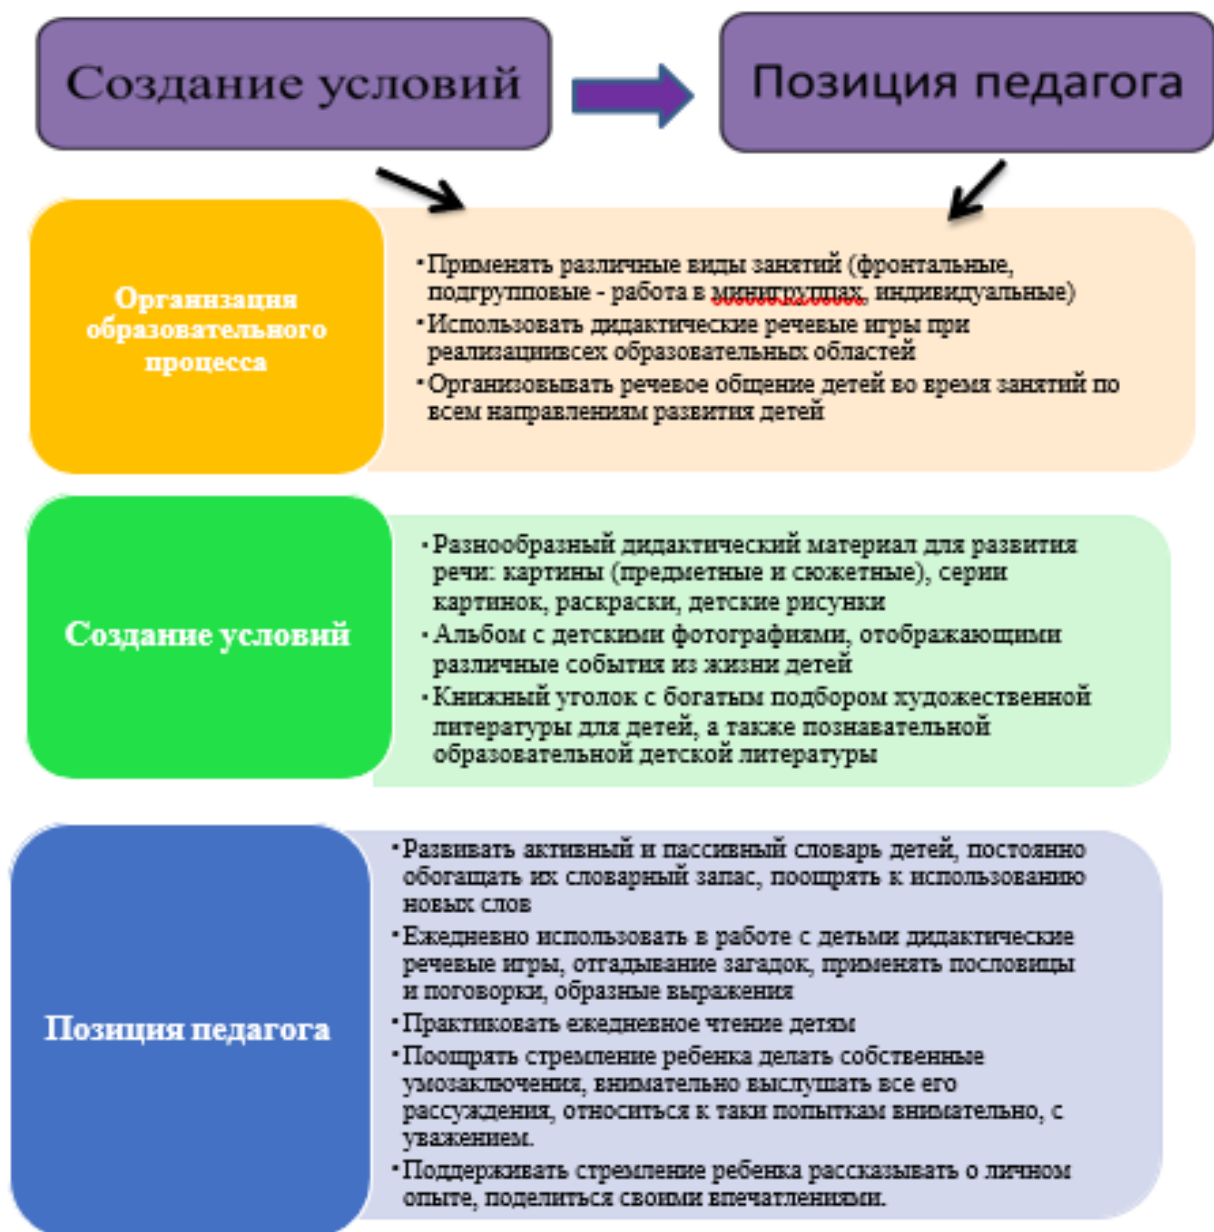 Создание условий
Позиция педагога
Организация
образовательного
процесса
•Применять различные виды занятий (фронтальные,
подгрупповые - работа в минигруппах, индивидуальные)
•Использовать дидактические речевые игры при
реализациивсех образовательных областей
•Организовывать речевое общение детей во время занятий по
всем направлениям развития детей
Создание условий
•Разнообразный дидактический материал для развития
речи: картины (предметные и сюжетные), серии
картинок, раскраски, детские рисунки
•Альбом с детскими фотографиями, отображающими
различные события из жизни детей
•Книжный уголок с богатым подбором художественной
литературы для детей, а также познавательной
образовательной детской литературы
Позиция педагога
•Развивать активный и пассивный словарь детей, постоянно
обогащать их словарный запас, поощрять к использованию
новых слов
•Ежедневно использовать в работе с детьми дидактические
речевые игры, отгадывание загадок, применять пословицы
и поговорки, образные выражения
•Практиковать ежедневное чтение детям
•Поощрять стремление ребенка делать собственные
умозаключения, внимательно выслушать все его
рассуждения, относиться к таки попыткам внимательно, с
уважением.
•Поддерживать стремление ребенка рассказывать о личном
опыте, поделиться своими впечатлениями.